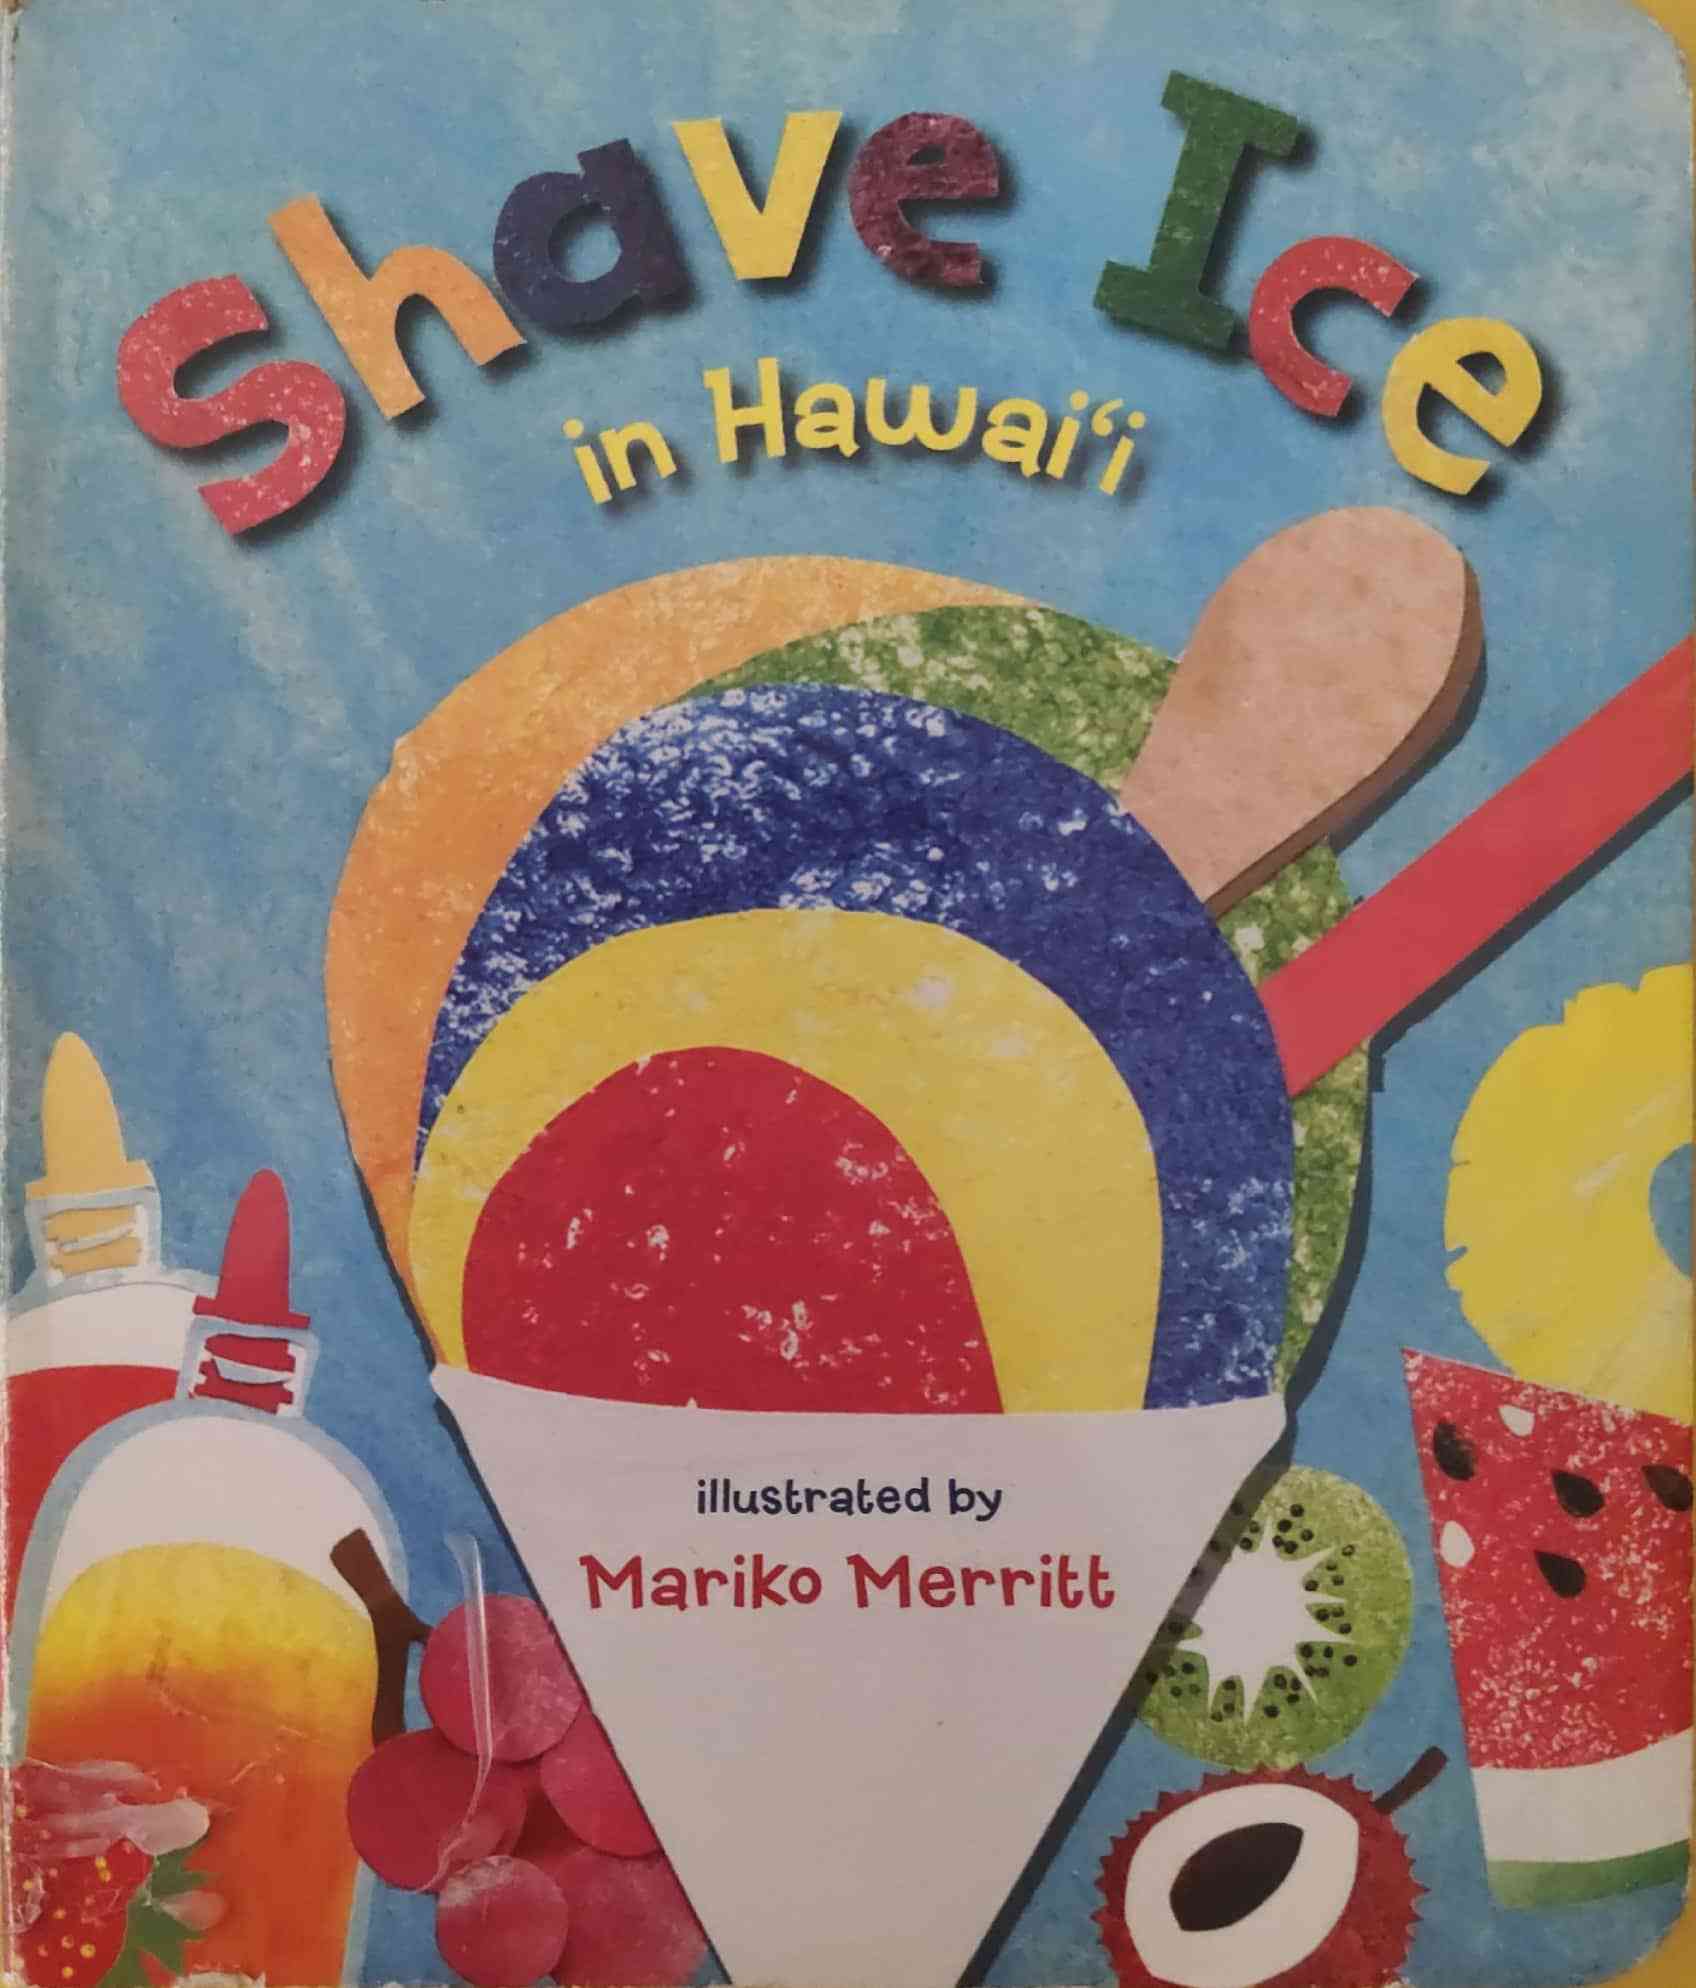 Shave Ice
in Hawaiʻi
illustrated by
Mariko Merritt